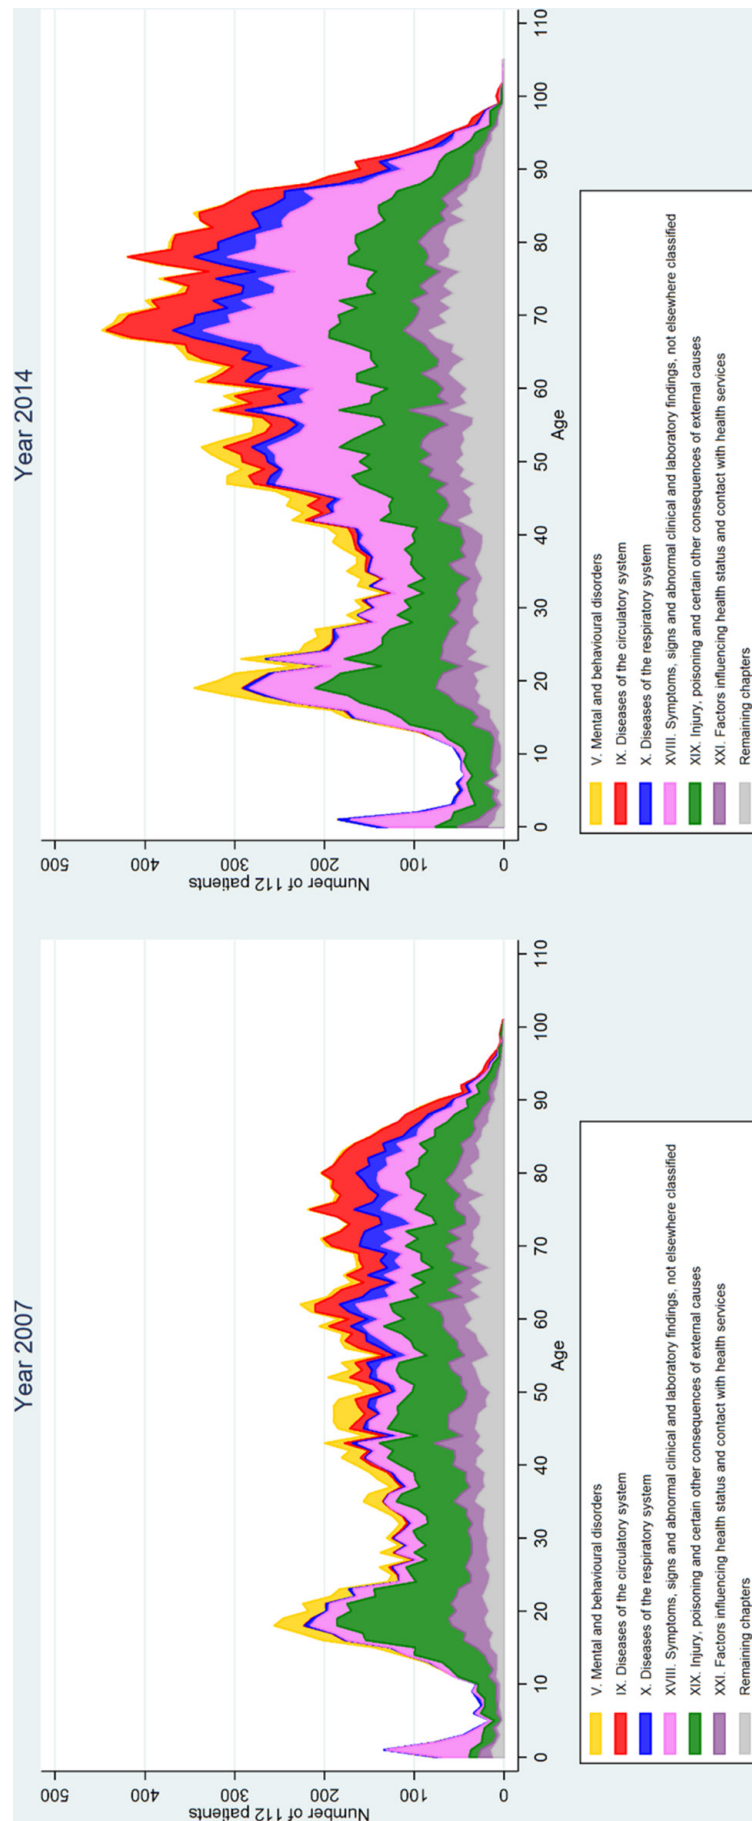 Year 2007
Number of 112 patients
500
400
300
200
100
0
0
10
20
30
40
50
60
70
80
90
100
110
Age
V. Mental and behavioural disorders
IX. Diseases of the circulatory system
X. Diseases of the respiratory system
XVIII. Symptoms, signs and abnormal clinical and laboratory findings, not elsewhere classified
XIX. Injury, poisoning and certain other consequences of external causes
XXI. Factors influencing health status and contact with health services
Remaining chapters
Year 2014
Number of 112 patients
500
400
300
200
100
0
0
10
20
30
40
50
60
70
80
90
100
110
Age
V. Mental and behavioural disorders
IX. Diseases of the circulatory system
X. Diseases of the respiratory system
XVIII. Symptoms, signs and abnormal clinical and laboratory findings, not elsewhere classified
XIX. Injury, poisoning and certain other consequences of external causes
XXI. Factors influencing health status and contact with health services
Remaining chapters